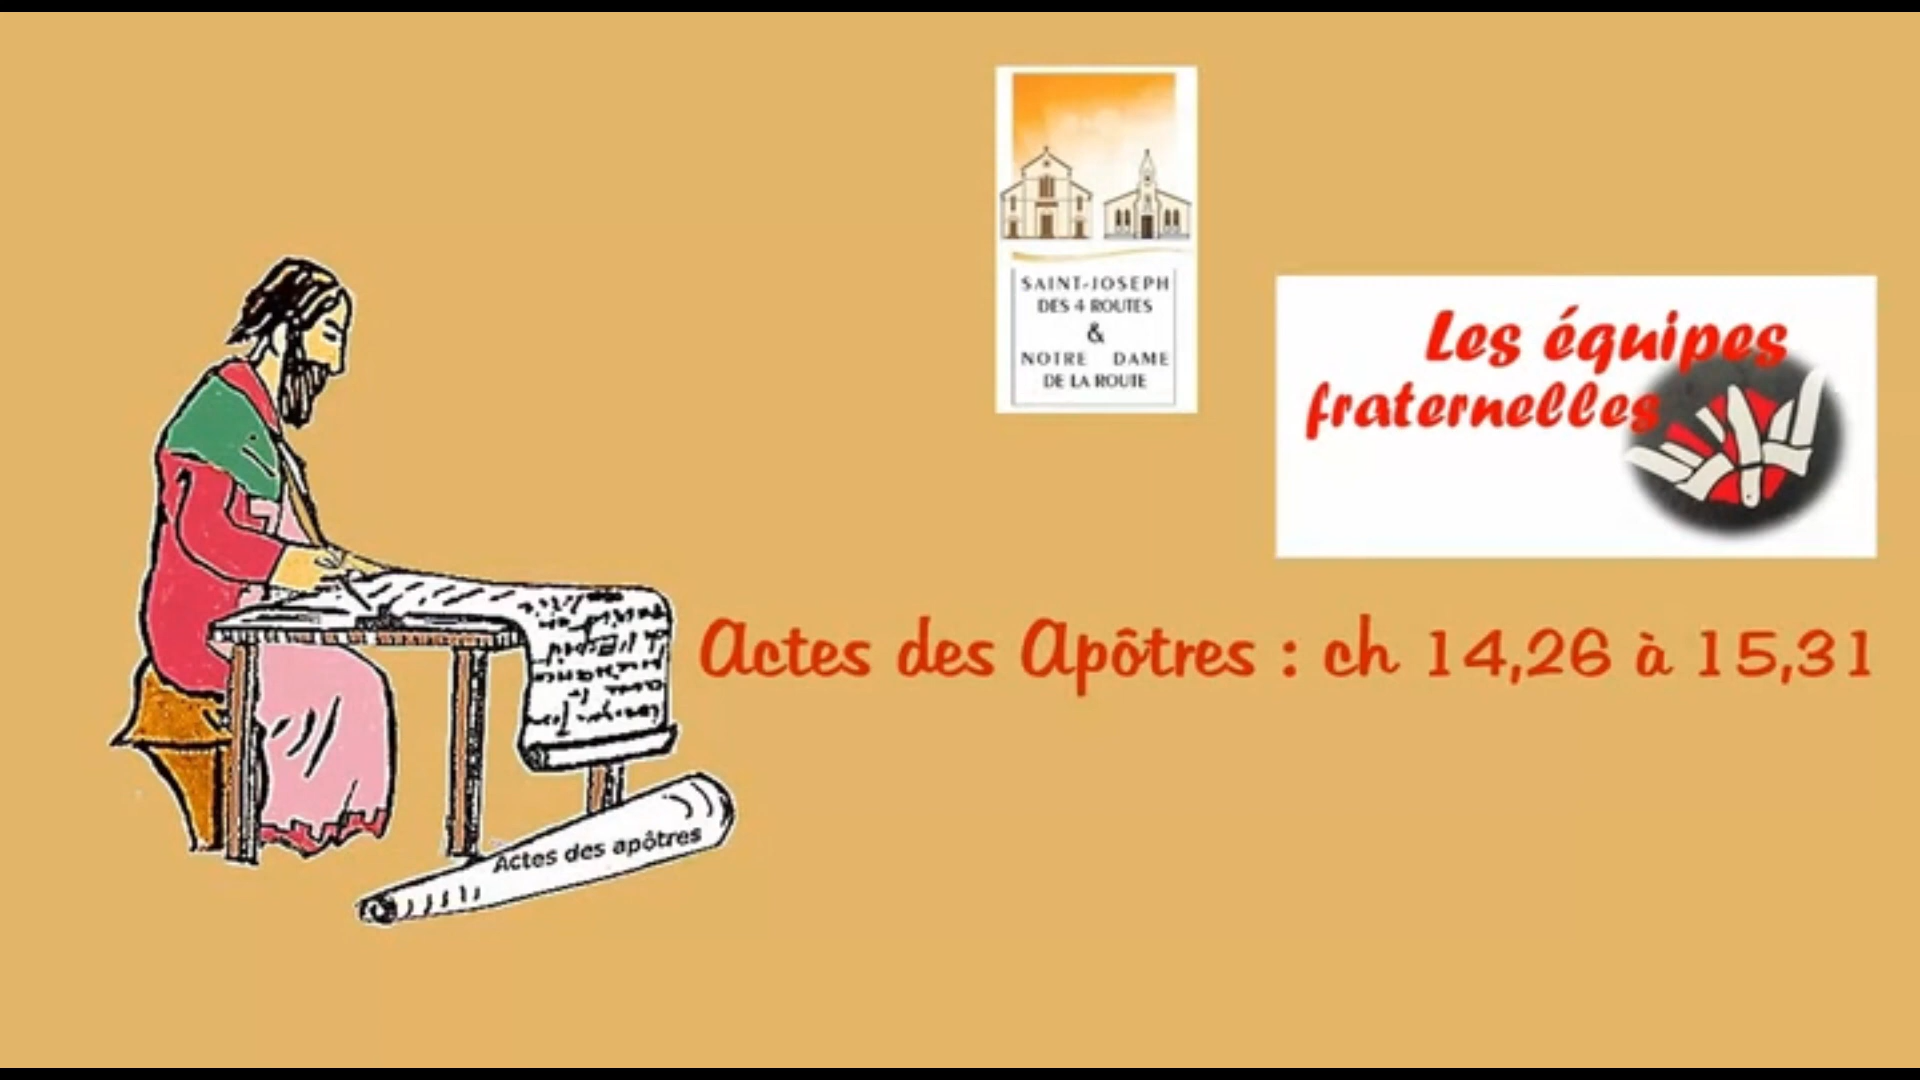 SAINT-JOSEPH
DES 4 ROUTES
&
NOTRE DAME
DE LA ROUTE
Les équipes
fraternelles
Actes des Apôtres : ch 14,26 à 15,31
Actes des apôtres